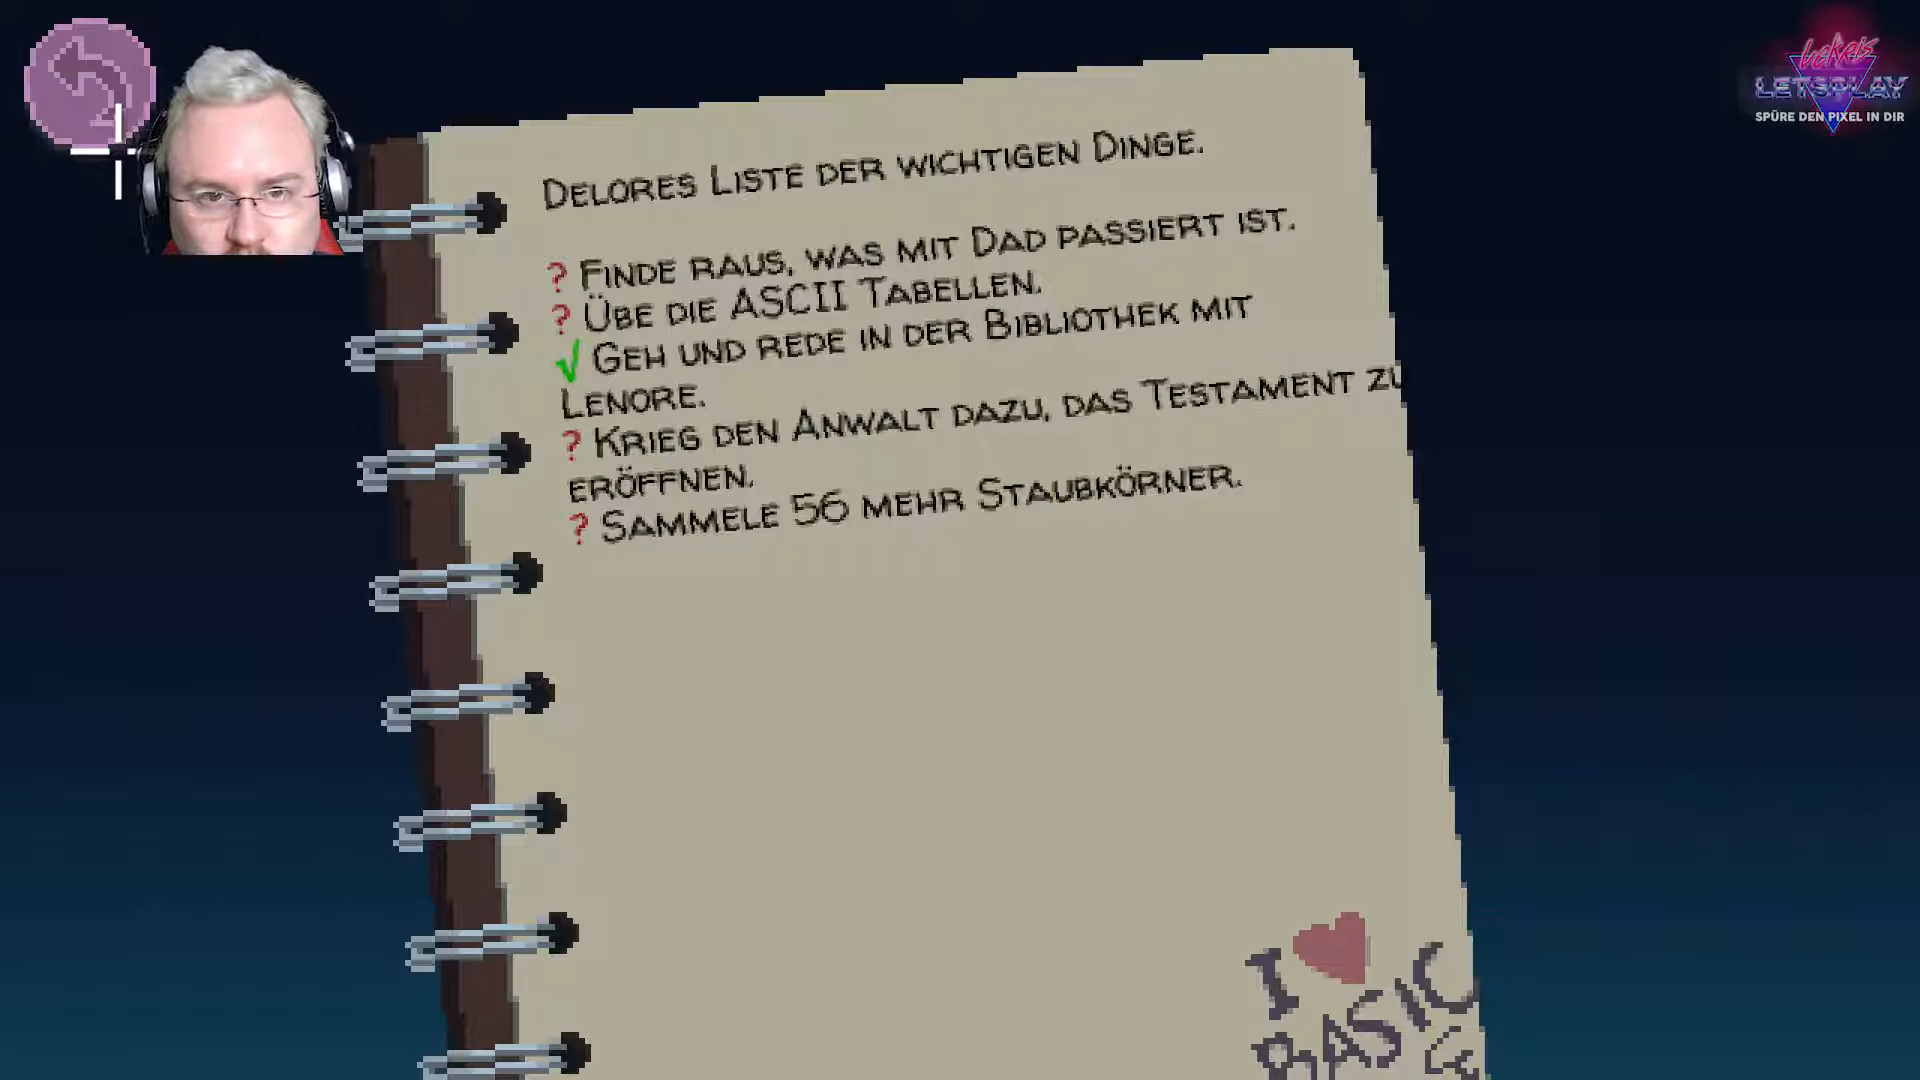 Lekris
LETSPLAY
SPÜRE DEN PIXEL IN DIR
DELORES LISTE DER WICHTIGEN DINGE.
? FINDE RAUS, WAS MIT DAD PASSIERT IST.
? ÜBE DIE ASCII TABELLEN.
√ GEH UND REDE IN DER BIBLIOTHEK MIT
LENORE.
? KRIEG DEN ANWALT DAZU, DAS TESTAMENT ZU
ERÖFFNEN.
? SAMMELE 56 MEHR STAUBKÖRNER.
I ♥
BASIC